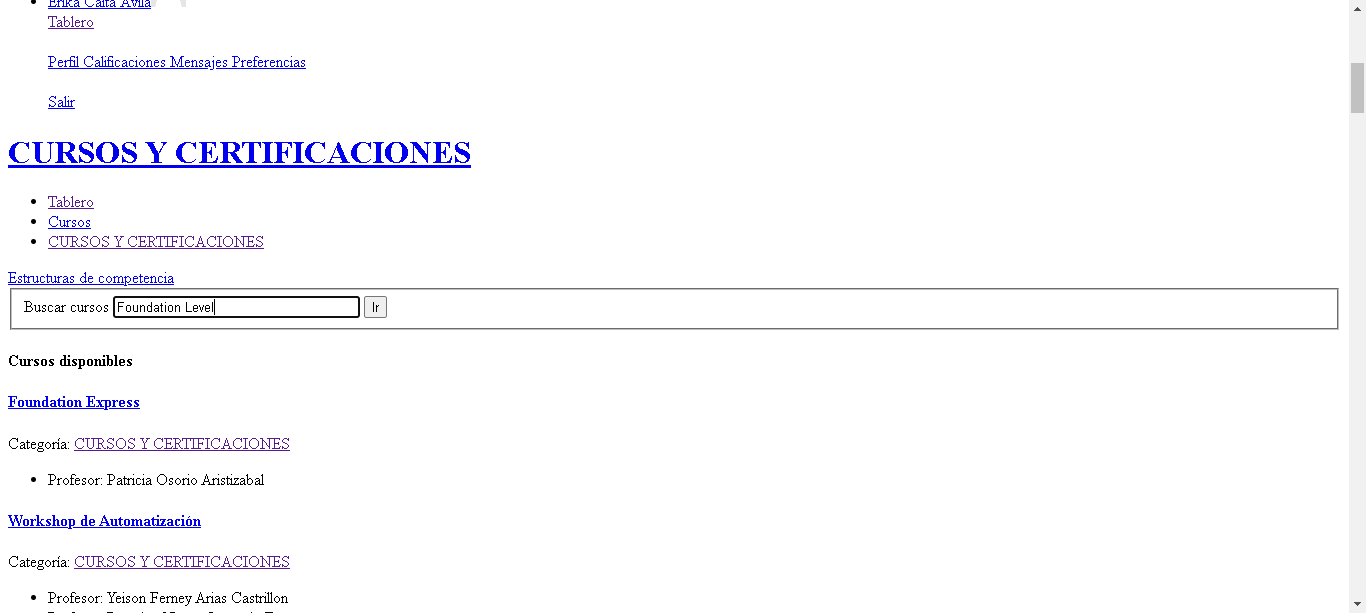 Erika Caita Avila
Tablero
Perfil Calificaciones Mensajes Preferencias
Salir
CURSOS Y CERTIFICACIONES
Tablero
Cursos
CURSOS Y CERTIFICACIONES
Estructuras de competencia
Buscar cursos Foundation Level Ir
Cursos disponibles
Foundation Express
Categoría: CURSOS Y CERTIFICACIONES
Profesor: Patricia Osorio Aristizabal
Workshop de Automatización
Categoría: CURSOS Y CERTIFICACIONES
Profesor: Yeison Ferney Arias Castrillon